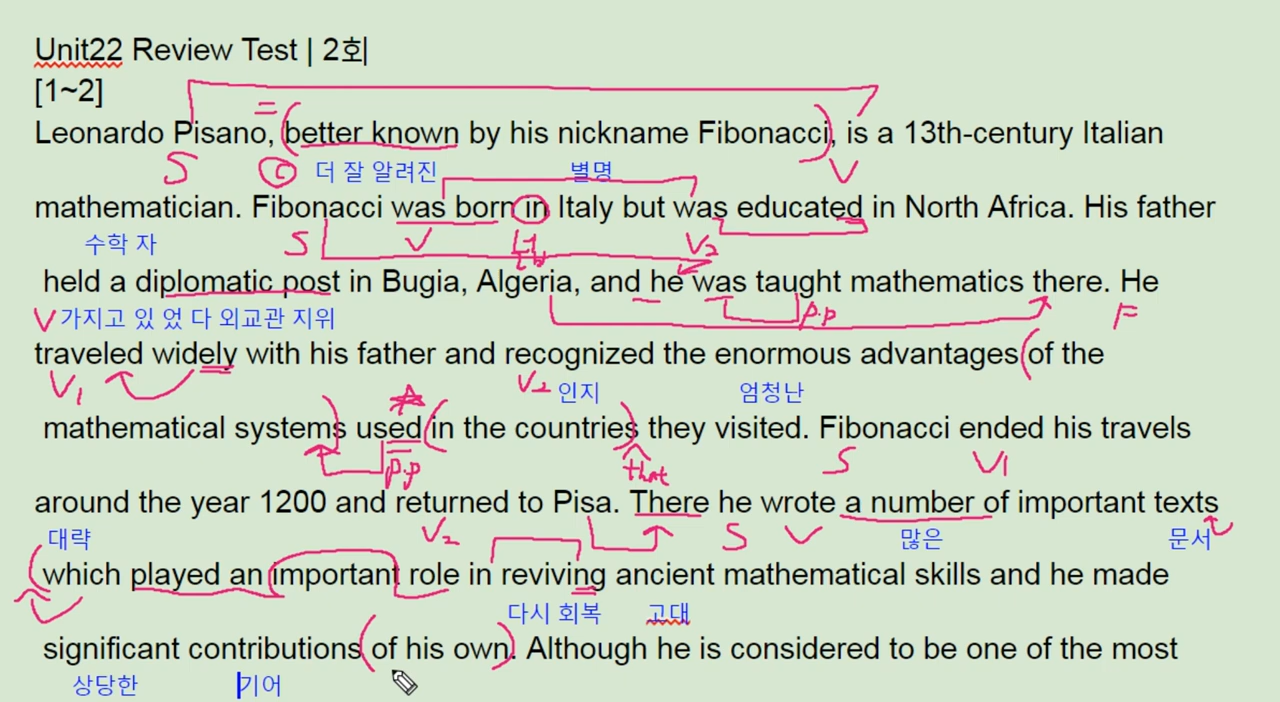 Unit22 Review Test | 2회
[1~2]
=
Leonardo Pisano, better known by his nickname Fibonacci, is a 13th-century Italian
S C 더 잘 알려진 별명 V
mathematician. Fibonacci was born in Italy but was educated in North Africa. His father
수학 자 S V V2
held a diplomatic post in Bugia, Algeria, and he was taught mathematics there. He
V 가지고 있 었 다 외교관 지위 p.p
traveled widely with his father and recognized the enormous advantages (of the
V1 V2 인지 엄청난
mathematical systems) used (in the countries) they visited. Fibonacci ended his travels
p.p that S V1
around the year 1200 and returned to Pisa. There he wrote a number of important texts
대략 V2 S V 많은 문서
(which played an important role in reviving ancient mathematical skills and he made
다시 회복 고대
significant contributions (of his own). Although he is considered to be one of the most
상당한 기어